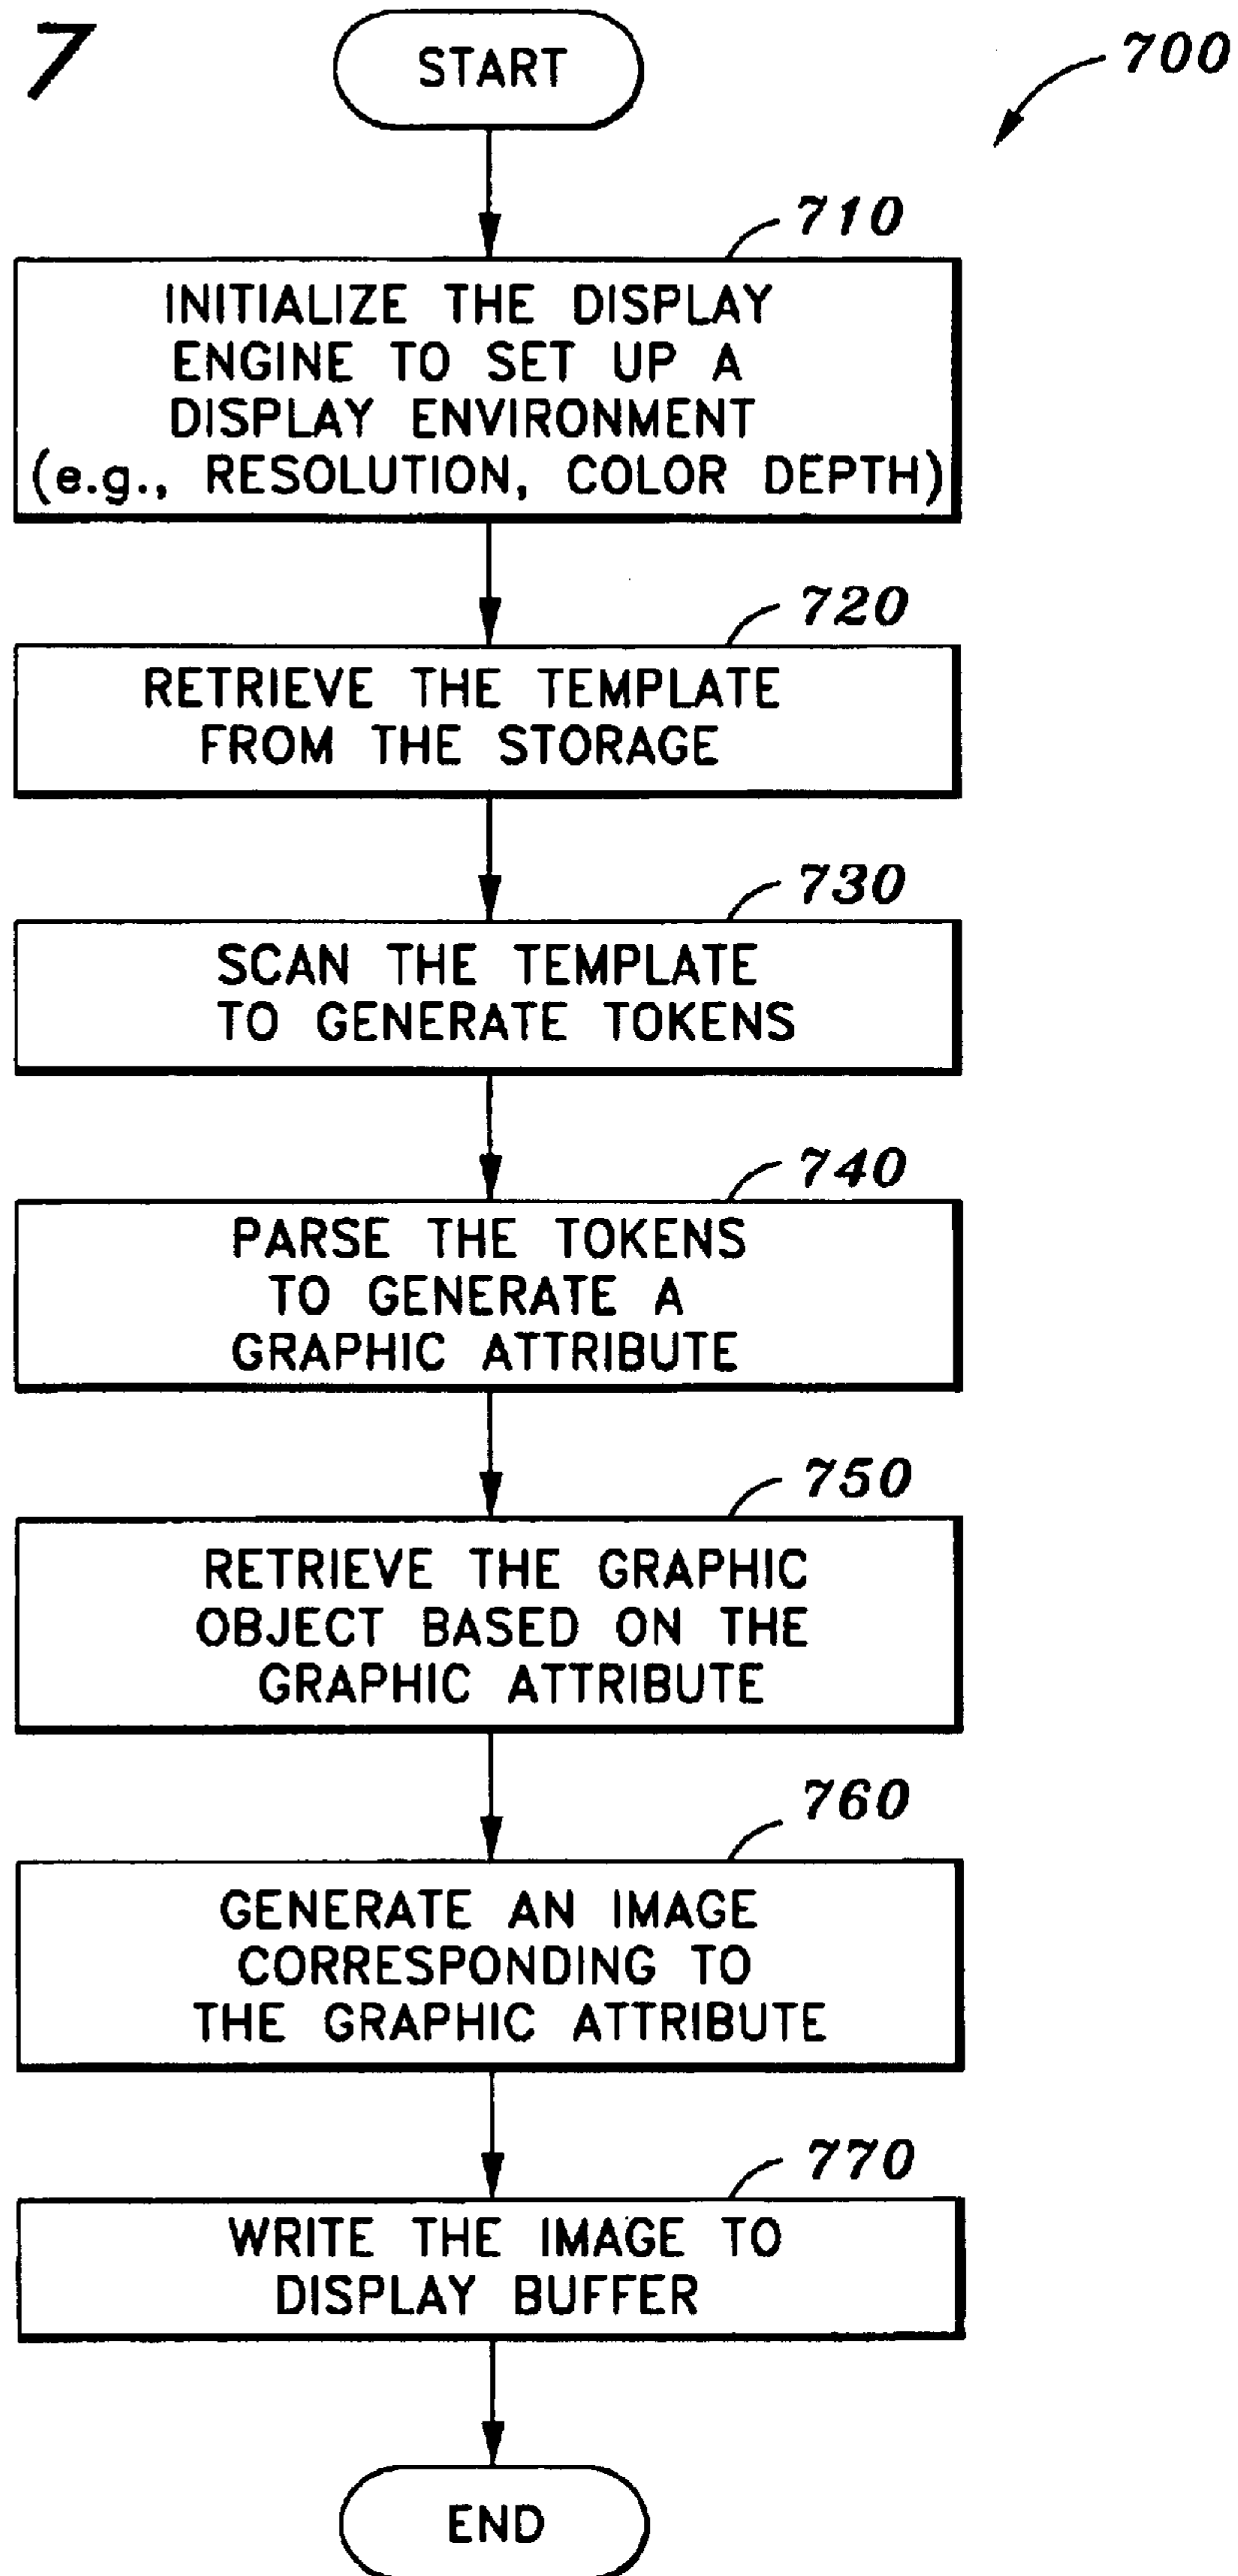 7
START
700
710
INITIALIZE THE DISPLAY
ENGINE TO SET UP A
DISPLAY ENVIRONMENT
(e.g., RESOLUTION, COLOR DEPTH)
720
RETRIEVE THE TEMPLATE
FROM THE STORAGE
730
SCAN THE TEMPLATE
TO GENERATE TOKENS
740
PARSE THE TOKENS
TO GENERATE A
GRAPHIC ATTRIBUTE
750
RETRIEVE THE GRAPHIC
OBJECT BASED ON THE
GRAPHIC ATTRIBUTE
760
GENERATE AN IMAGE
CORRESPONDING TO
THE GRAPHIC ATTRIBUTE
770
WRITE THE IMAGE TO
DISPLAY BUFFER
END